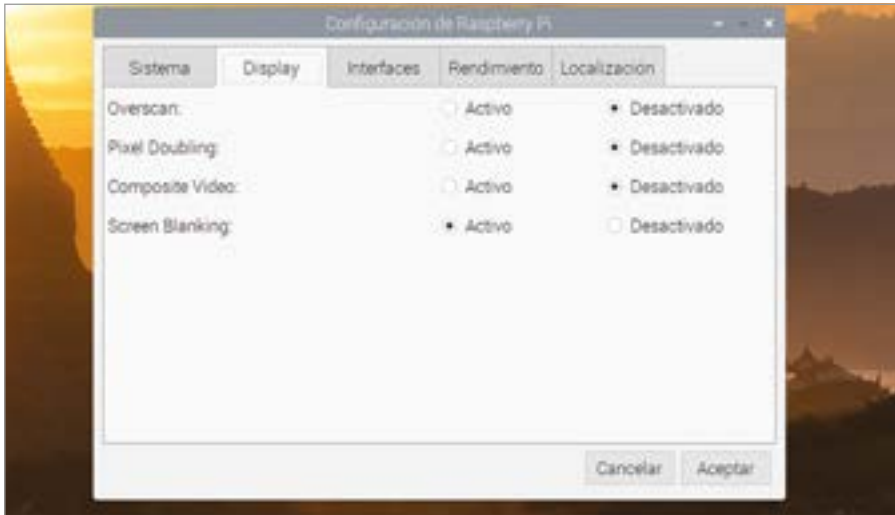 Configuración de Raspberry Pi
Sistema Display Interfaces Rendimiento Localización
Overscan: Activo Desactivado
Pixel Doubling: Activo Desactivado
Composite Video: Activo Desactivado
Screen Blanking: Activo Desactivado
Cancelar Aceptar